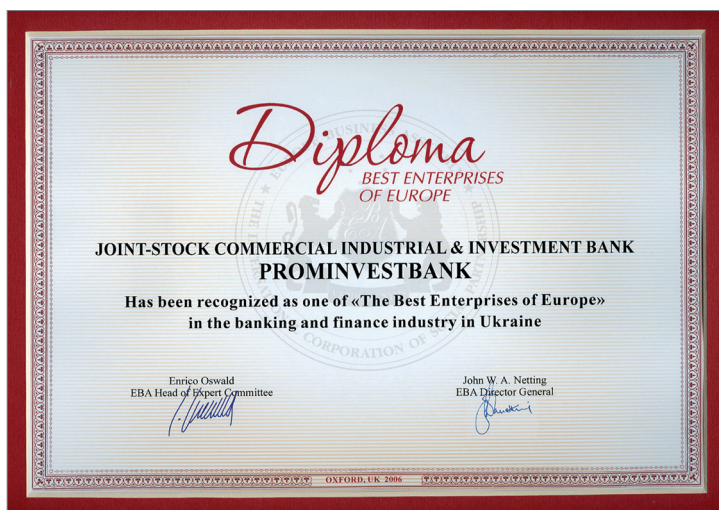 Diploma
BEST ENTERPRISES
OF EUROPE
JOINT-STOCK COMMERCIAL INDUSTRIAL & INVESTMENT BANK
PROMINVESTBANK
Has been recognized as one of «The Best Enterprises of Europe»
in the banking and finance industry in Ukraine
Enrico Oswald
EBA Head of Expert Committee
John W. A. Netting
EBA Director General
OXFORD, UK 2006